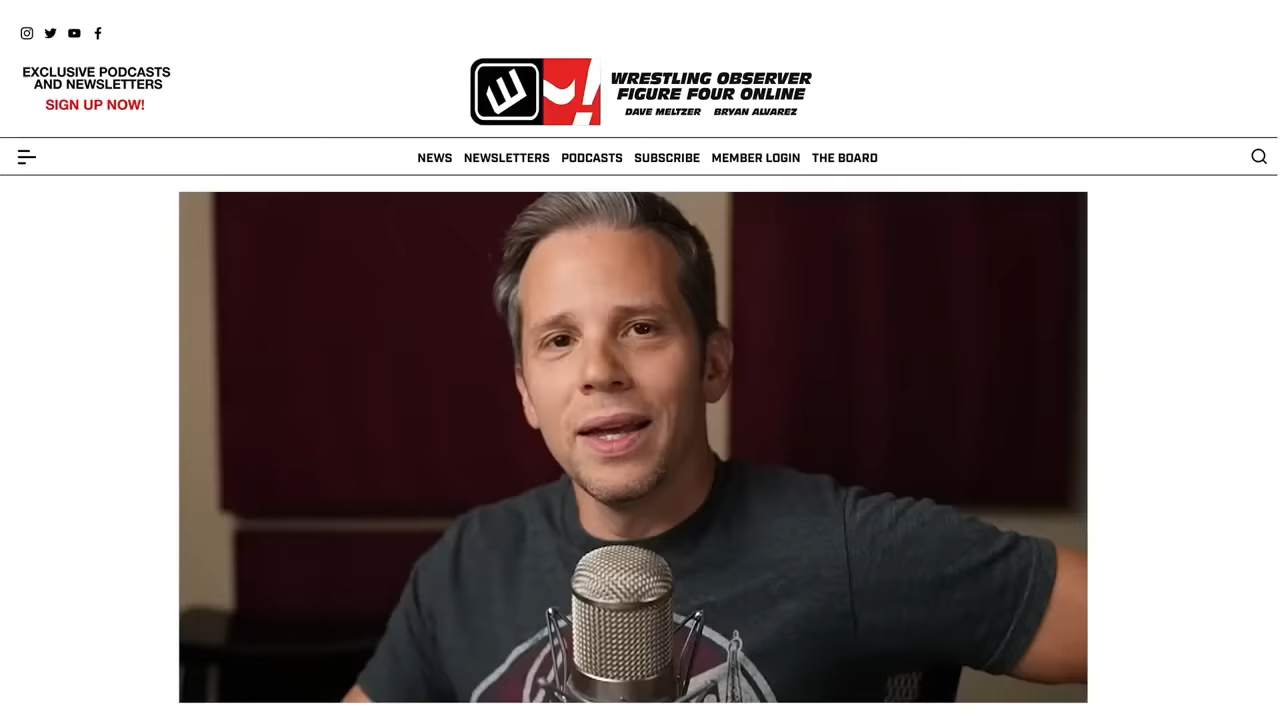 EXCLUSIVE PODCASTS
AND NEWSLETTERS
SIGN UP NOW!
WRESTLING OBSERVER
FIGURE FOUR ONLINE
DAVE MELTZER BRYAN ALVAREZ
NEWS NEWSLETTERS PODCASTS SUBSCRIBE MEMBER LOGIN THE BOARD